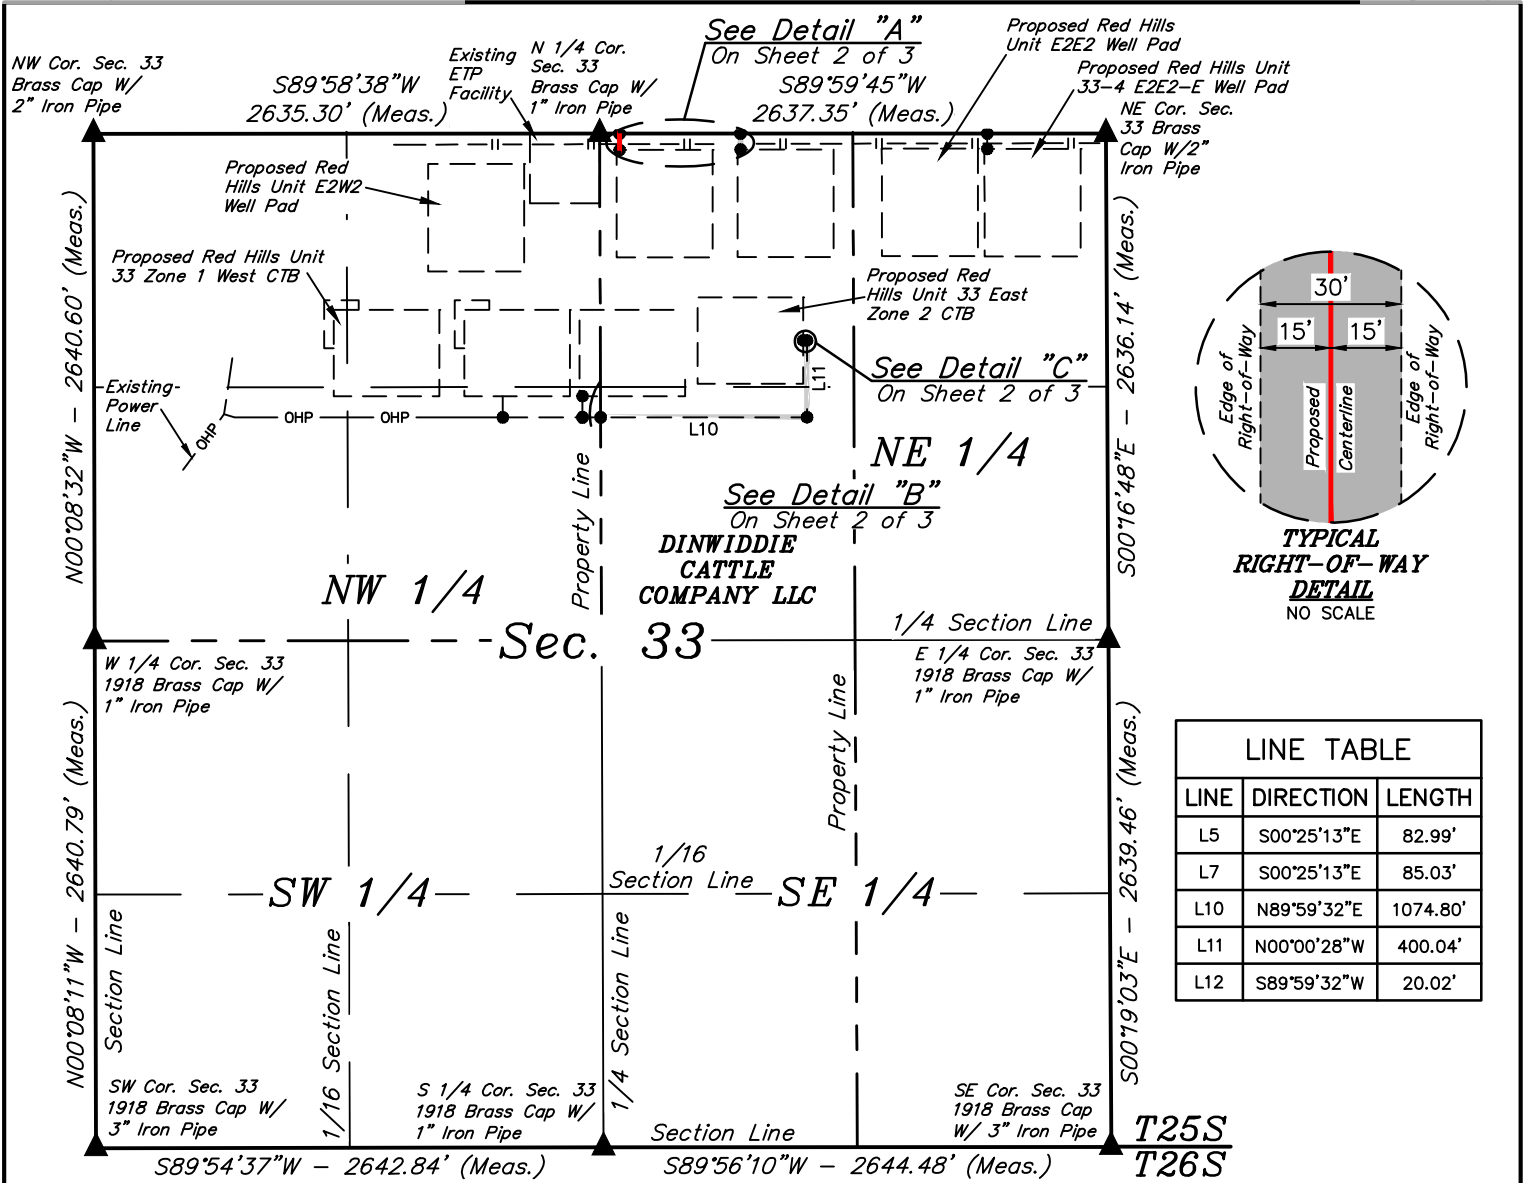 NW Cor. Sec. 33
Brass Cap W/
2" Iron Pipe
S89°58'38"W
2635.30' (Meas.)
Existing
ETP
Facility
N 1/4 Cor.
Sec. 33
Brass Cap W/
1" Iron Pipe
See Detail "A"
On Sheet 2 of 3
S89°59'45"W
2637.35' (Meas.)
Proposed Red Hills
Unit E2E2 Well Pad
Proposed Red Hills Unit
33-4 E2E2-E Well Pad
NE Cor. Sec.
33 Brass
Cap W/2"
Iron Pipe
Proposed Red
Hills Unit E2W2
Well Pad
Proposed Red Hills Unit
33 Zone 1 West CTB
Proposed Red
Hills Unit 33 East
Zone 2 CTB
See Detail "C"
On Sheet 2 of 3
Existing
Power
Line
OHP
OHP
OHP
L10
L11
N00°08'32"W - 2640.60' (Meas.)
S00°16'48"E - 2636.14' (Meas.)
Property Line
NE 1/4
See Detail "B"
On Sheet 2 of 3
DINWIDDIE
CATTLE
COMPANY LLC
NW 1/4
Sec. 33
1/4 Section Line
W 1/4 Cor. Sec. 33
1918 Brass Cap W/
1" Iron Pipe
E 1/4 Cor. Sec. 33
1918 Brass Cap W/
1" Iron Pipe
30'
15'
15'
Edge of
Right-of-Way
Proposed
Centerline
Edge of
Right-of-Way
TYPICAL
RIGHT-OF-WAY
DETAIL
NO SCALE
N00°08'11"W - 2640.79' (Meas.)
S00°19'03"E - 2639.46' (Meas.)
Property Line
1/16
Section Line
SW 1/4
SE 1/4
Section Line
1/16 Section Line
1/4 Section Line
LINE TABLE
LINE DIRECTION LENGTH
L5 S00°25'13"E 82.99'
L7 S00°25'13"E 85.03'
L10 N89°59'32"E 1074.80'
L11 N00°00'28"W 400.04'
L12 S89°59'32"W 20.02'
SW Cor. Sec. 33
1918 Brass Cap W/
3" Iron Pipe
S 1/4 Cor. Sec. 33
1918 Brass Cap W/
1" Iron Pipe
SE Cor. Sec. 33
1918 Brass Cap
W/ 3" Iron Pipe
Section Line
S89°54'37"W - 2642.84' (Meas.)
S89°56'10"W - 2644.48' (Meas.)
T25S
T26S